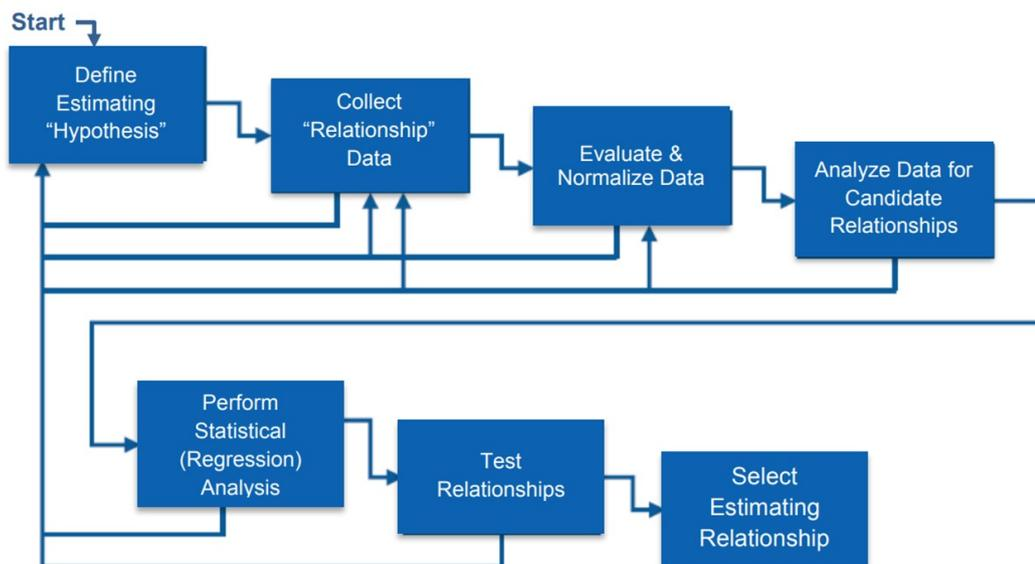 Start
Define
Estimating
“Hypothesis”
Collect
“Relationship”
Data
Evaluate &
Normalize Data
Analyze Data for
Candidate
Relationships
Perform
Statistical
(Regression)
Analysis
Test
Relationships
Select
Estimating
Relationship